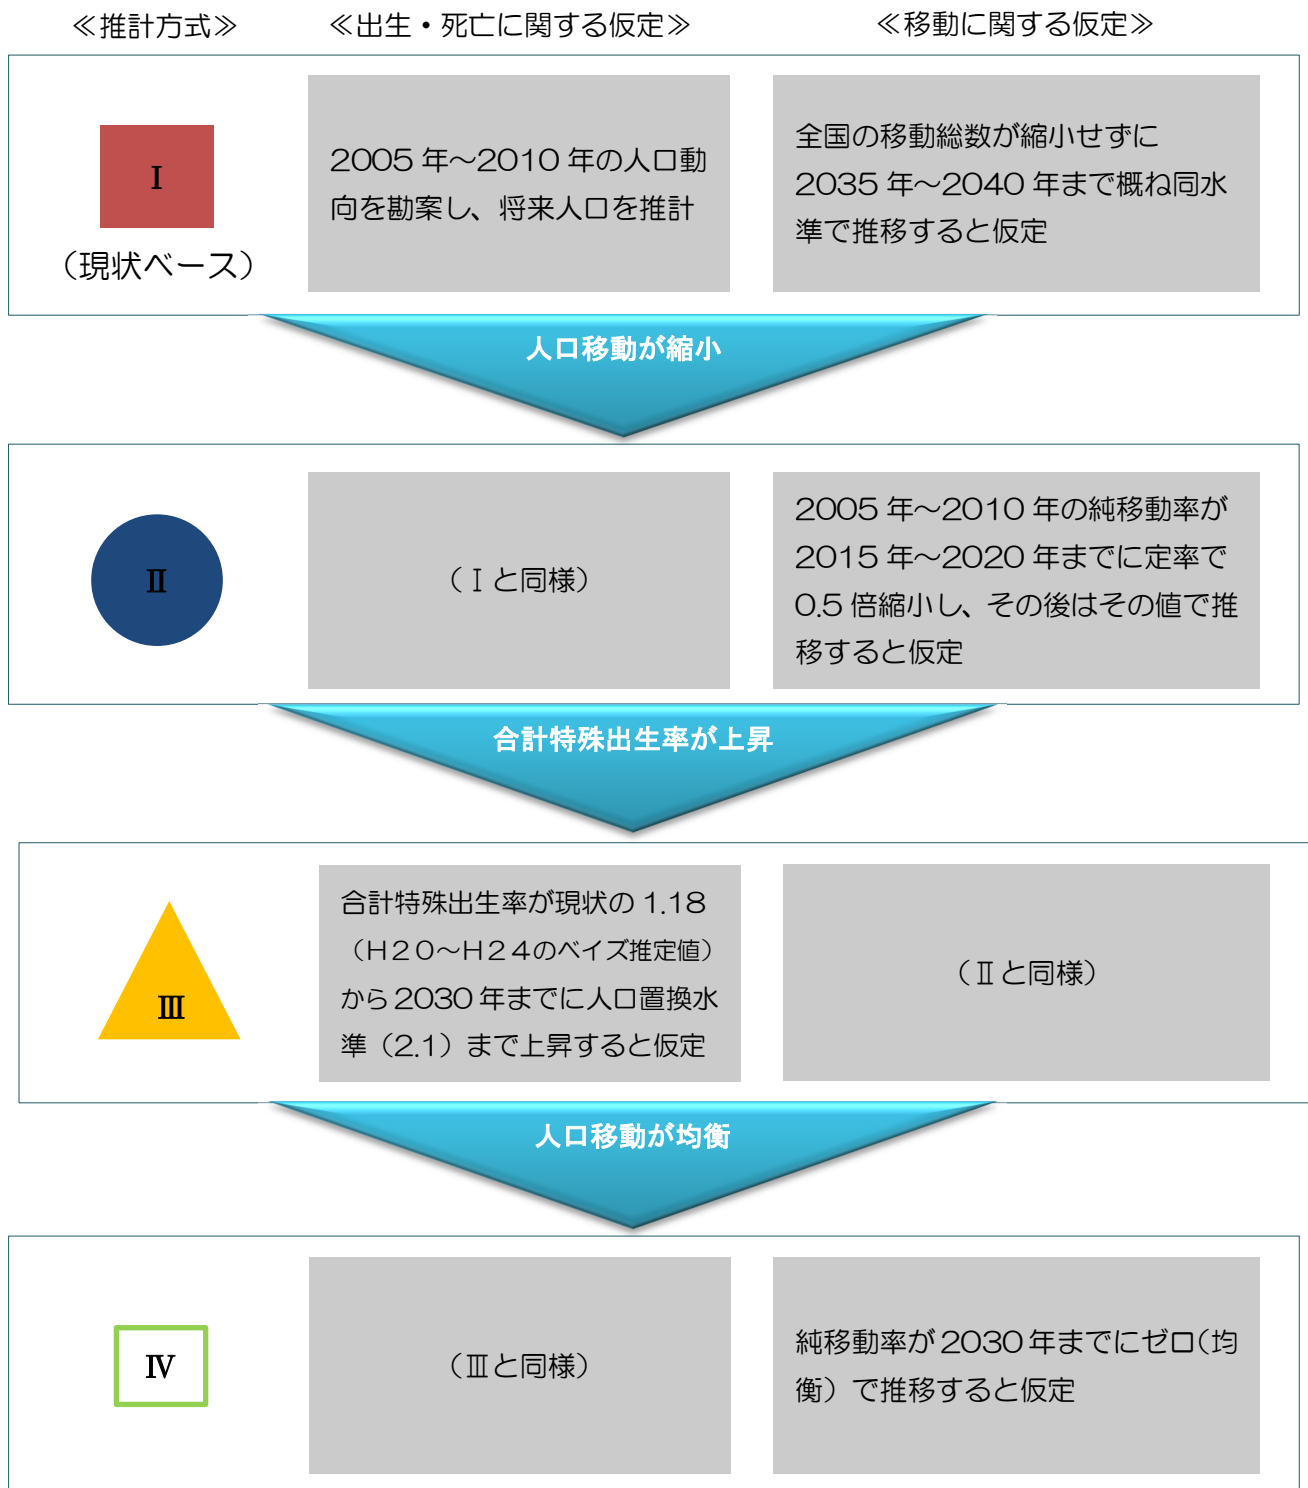 ≪推計方式≫
≪出生・死亡に関する仮定≫
≪移動に関する仮定≫
Ⅰ
（現状ベース）
2005 年～2010 年の人口動
向を勘案し、将来人口を推計
全国の移動総数が縮小せずに
2035 年～2040 年まで概ね同水
準で推移すると仮定
人口移動が縮小
Ⅱ
（Ⅰと同様）
2005 年～2010 年の純移動率が
2015 年～2020 年までに定率で
0.5 倍縮小し、その後はその値で推
移すると仮定
合計特殊出生率が上昇
Ⅲ
合計特殊出生率が現状の 1.18
（Ｈ２０～Ｈ２４のベイズ推定値）
から 2030 年までに人口置換水
準（2.1）まで上昇すると仮定
（Ⅱと同様）
人口移動が均衡
Ⅳ
（Ⅲと同様）
純移動率が 2030 年までにゼロ（均
衡）で推移すると仮定